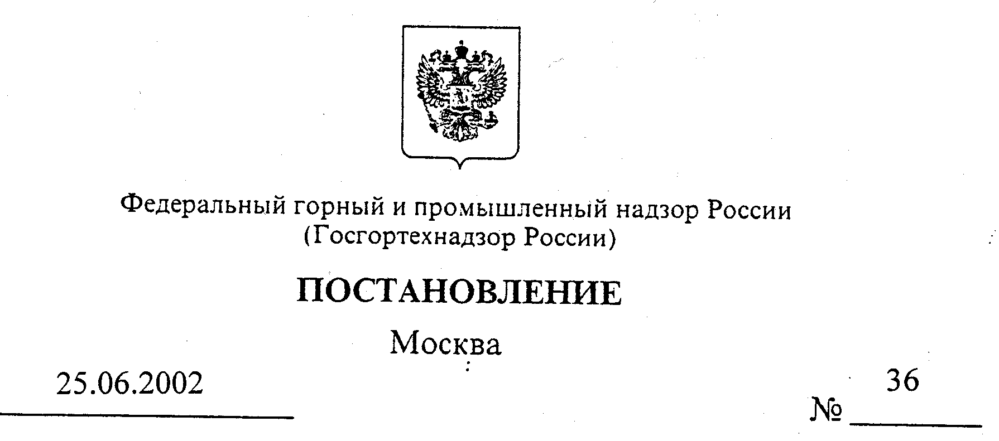 Федеральный горный и промышленный надзор России
(Госгортехнадзор России)
ПОСТАНОВЛЕНИЕ
Москва
25.06.2002
36
№